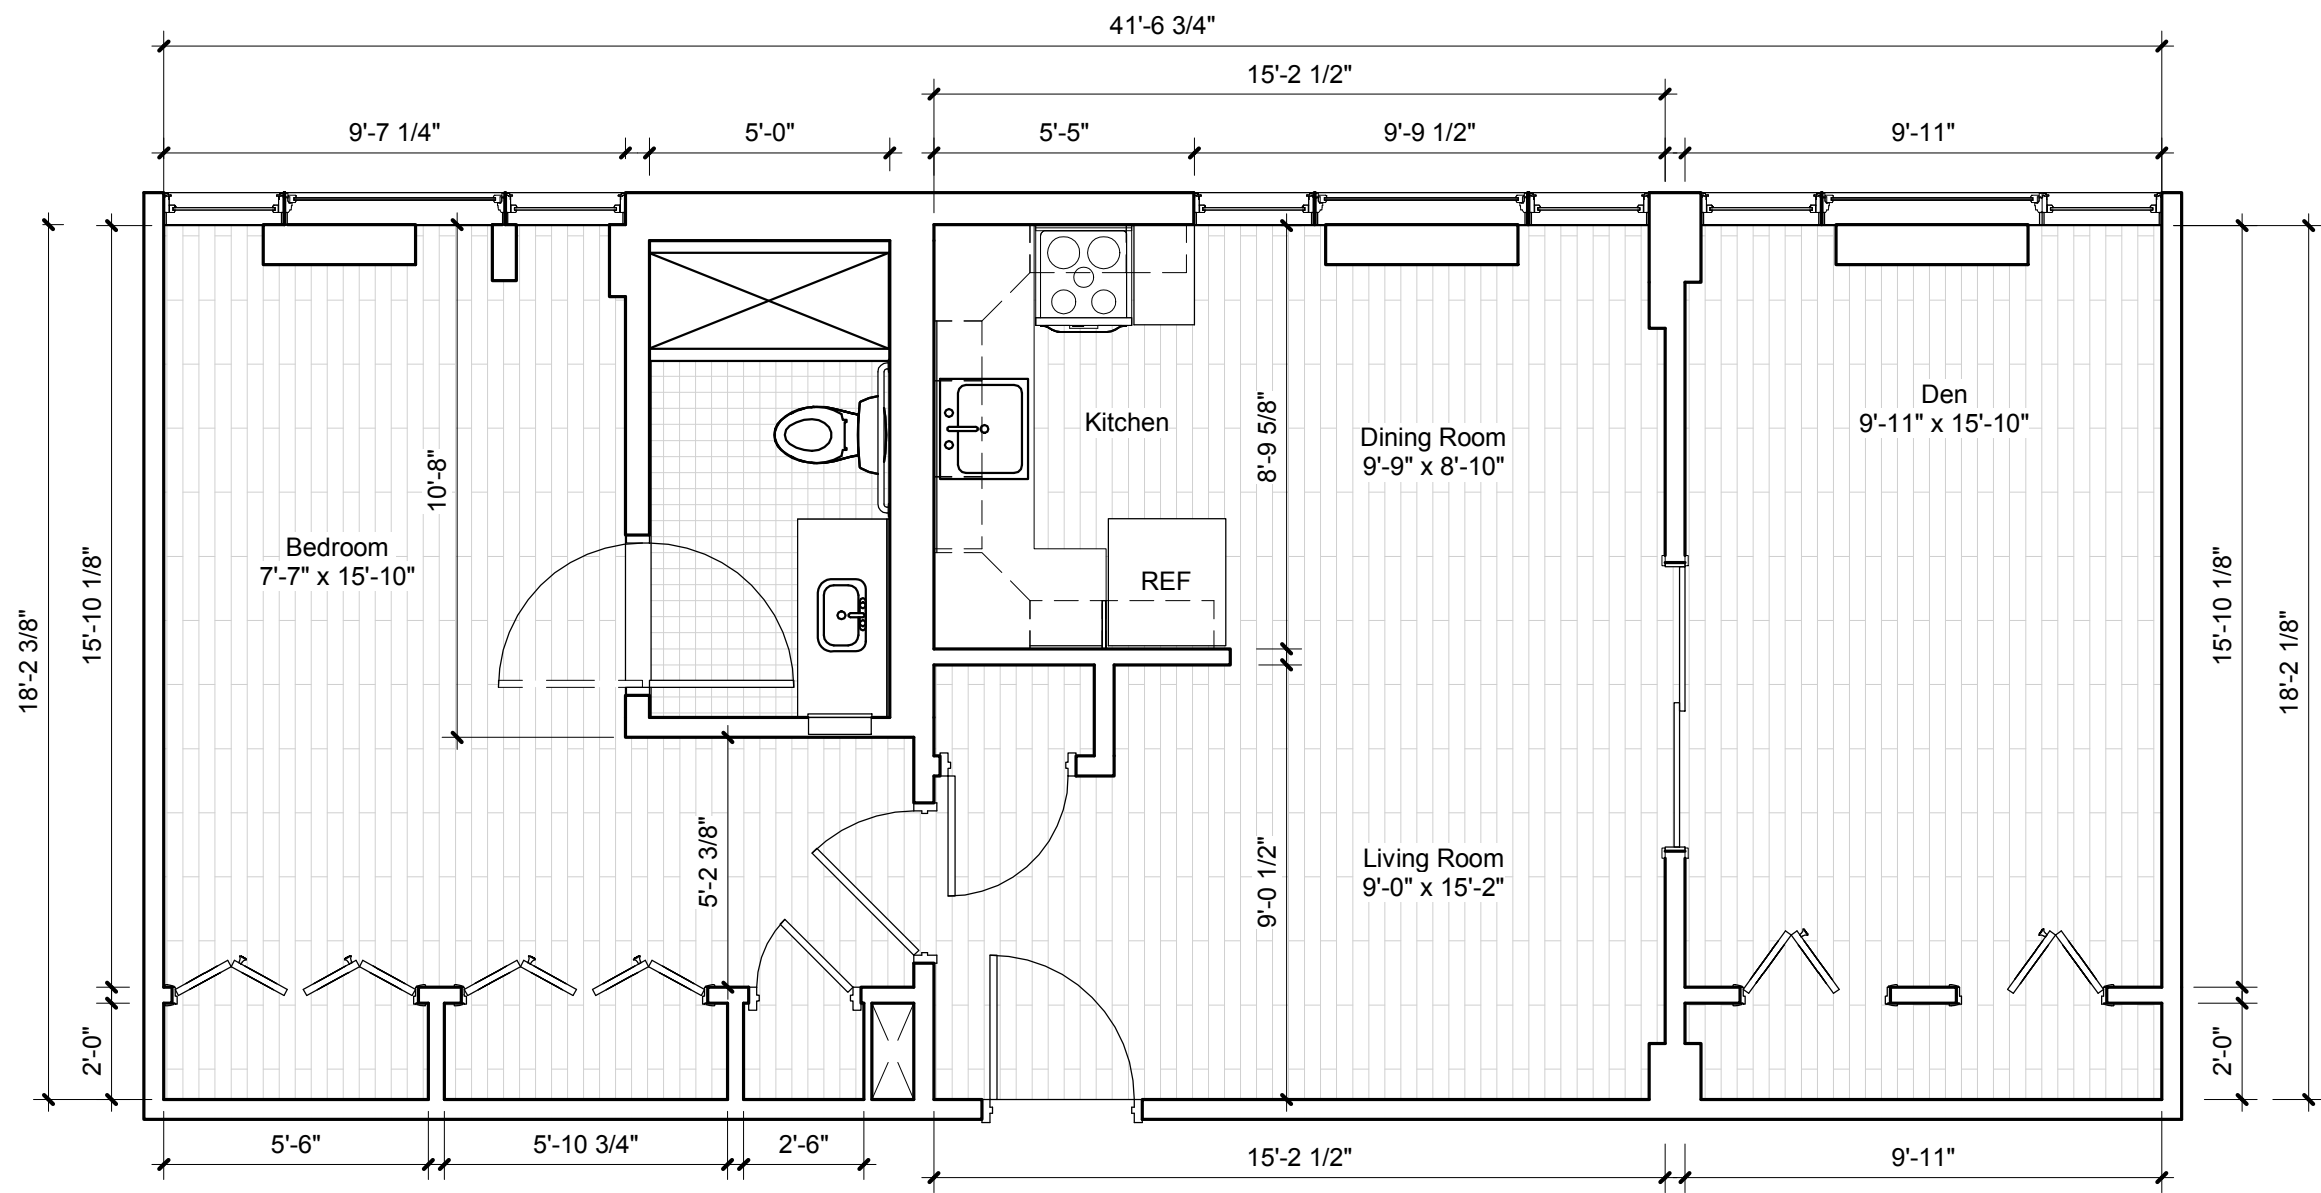 41'-6 3/4"
15'-2 1/2"
9'-7 1/4"
5'-0"
5'-5"
9'-9 1/2"
9'-11"
18'-2 3/8"
15'-10 1/8"
2'-0"
10'-8"
Bedroom
7'-7" x 15'-10"
5'-2 3/8"
Kitchen
REF
8'-9 5/8"
9'-0 1/2"
Dining Room
9'-9" x 8'-10"
Living Room
9'-0" x 15'-2"
Den
9'-11" x 15'-10"
15'-10 1/8"
2'-0"
18'-2 1/8"
5'-6"
5'-10 3/4"
2'-6"
15'-2 1/2"
9'-11"